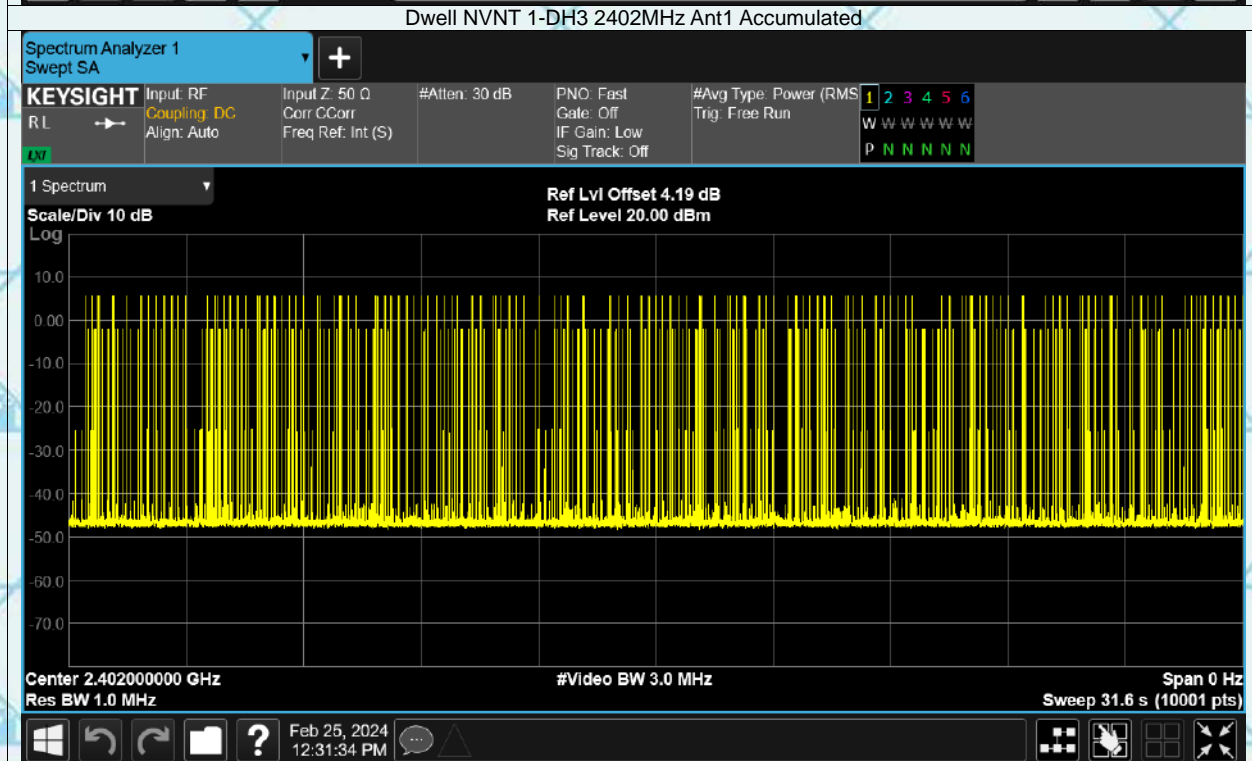 Dwell NVNT 1-DH3 2402MHz Ant1 Accumulated
Spectrum Analyzer 1
Swept SA
+
KEYSIGHT
RL
LXI
Input: RF
Coupling: DC
Align: Auto
Input Z: 50 Ω
Corr CCorr
Freq Ref: Int (S)
#Atten: 30 dB
PNO: Fast
Gate: Off
IF Gain: Low
Sig Track: Off
#Avg Type: Power (RMS
Trig: Free Run
1 2 3 4 5 6
W W W W W W
P N N N N N
1 Spectrum
Scale/Div 10 dB
Ref Lvl Offset 4.19 dB
Ref Level 20.00 dBm
Log
10.0
0.00
-10.0
-20.0
-30.0
-40.0
-50.0
-60.0
-70.0
Center 2.402000000 GHz
#Video BW 3.0 MHz
Span 0 Hz
Res BW 1.0 MHz
Sweep 31.6 s (10001 pts)
?
Feb 25, 2024
12:31:34 PM